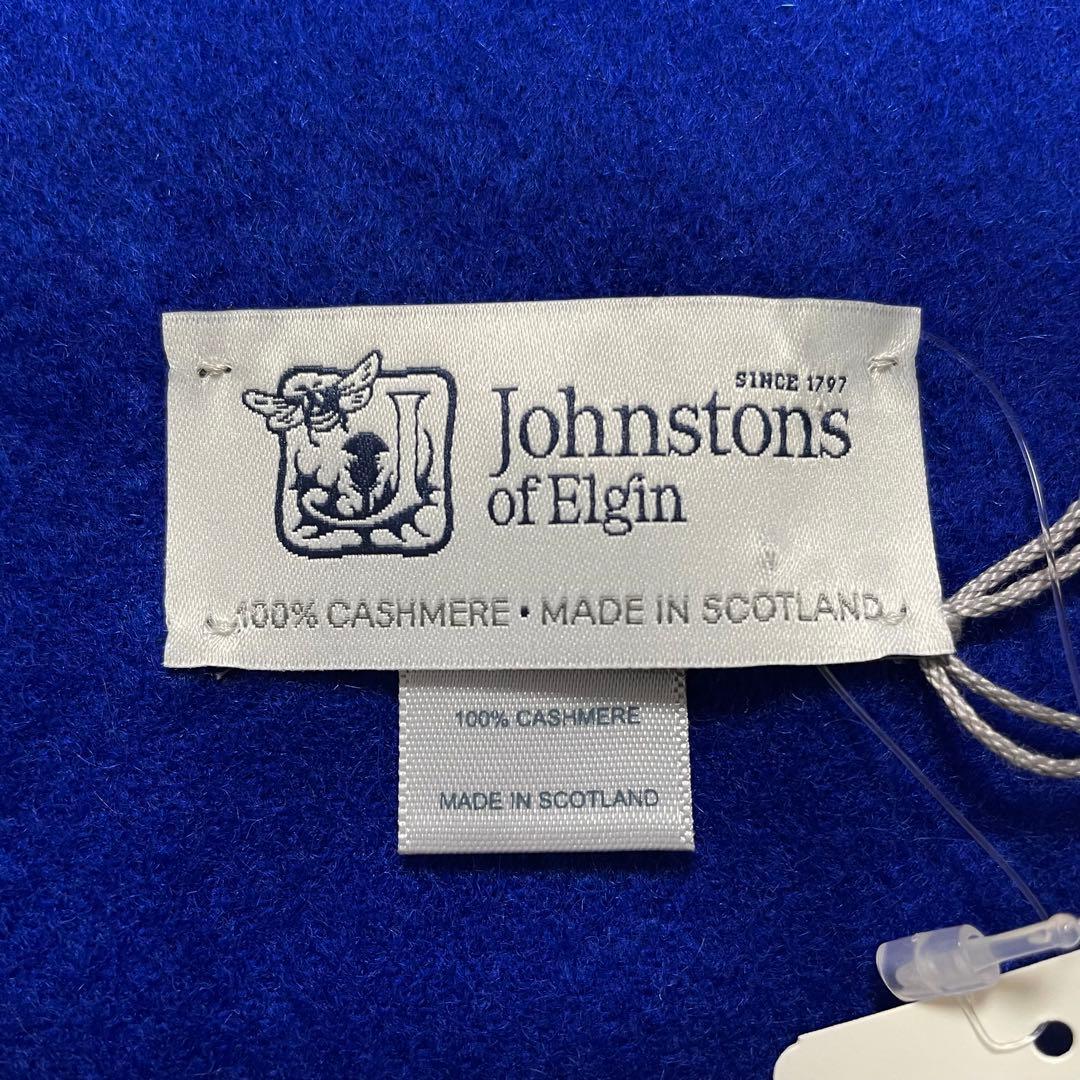 SINCE 1797
Johnstons
of Elgin
100% CASHMERE • MADE IN SCOTLAND
100% CASHMERE
MADE IN SCOTLAND